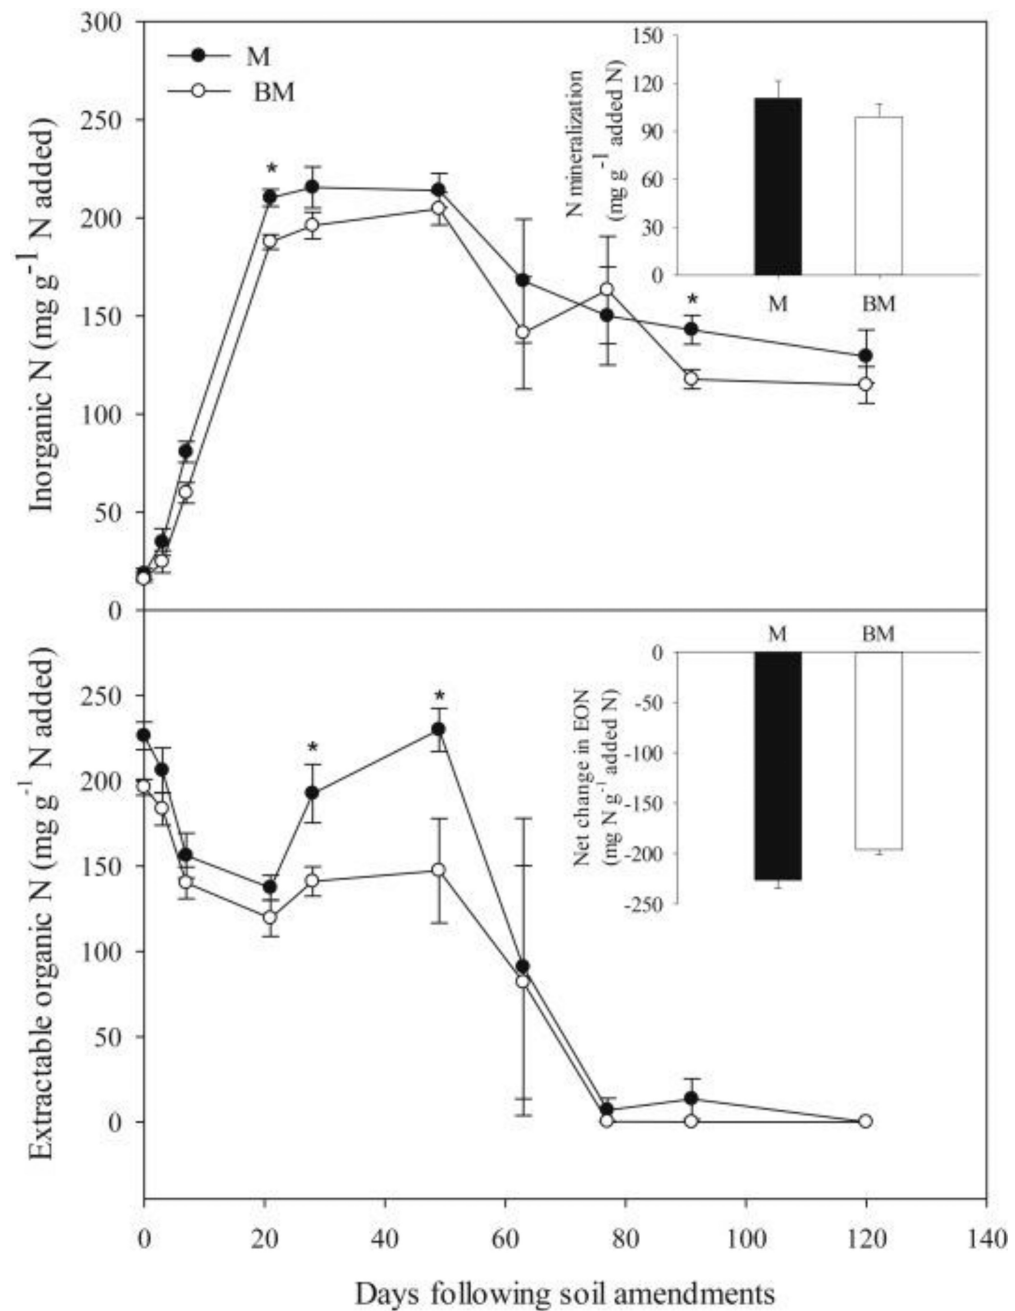 300
250
200
150
100
50
0
Inorganic N (mg g-1 N added)
M
BM
*
*
150
120
90
60
30
0
N mineralization
(mg g-1 added N)
M
BM
250
200
150
100
50
0
Extractable organic N (mg g-1 N added)
*
*
M
BM
0
-50
-100
-150
-200
-250
Net change in EON
(mg N g-1 added N)
0 20 40 60 80 100 120 140
Days following soil amendments